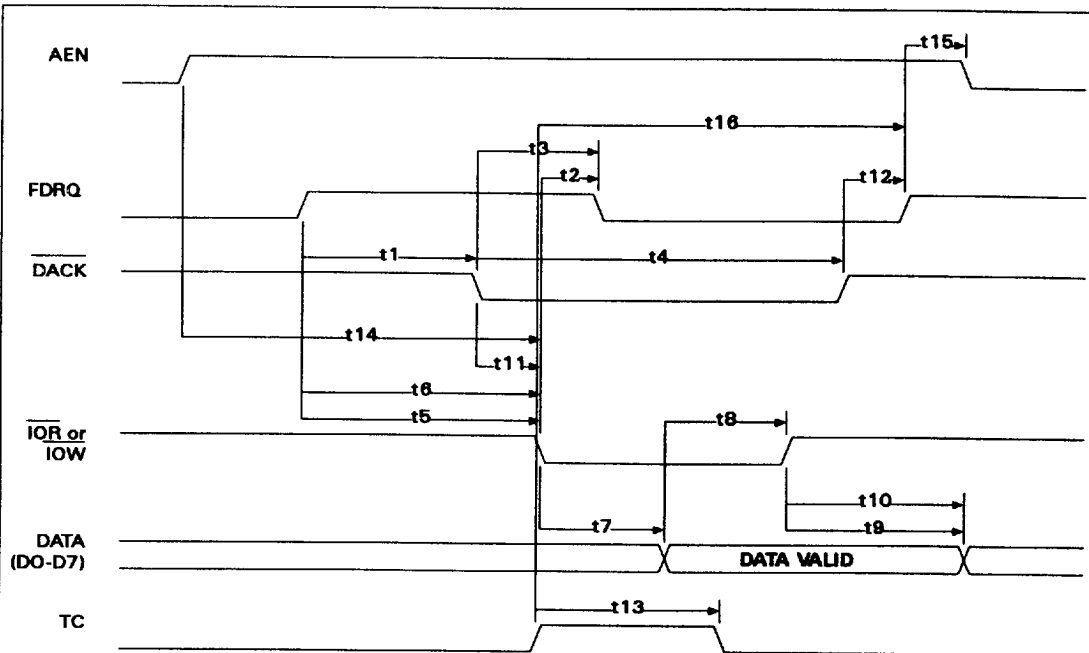 AEN
t15
t16
t3
t2
t12
FDRQ
t1
t4
DACK
t14
t11
t6
t5
t8
IOR or
IOW
t10
t7
t9
DATA
(DO-D7)
DATA VALID
t13
TC